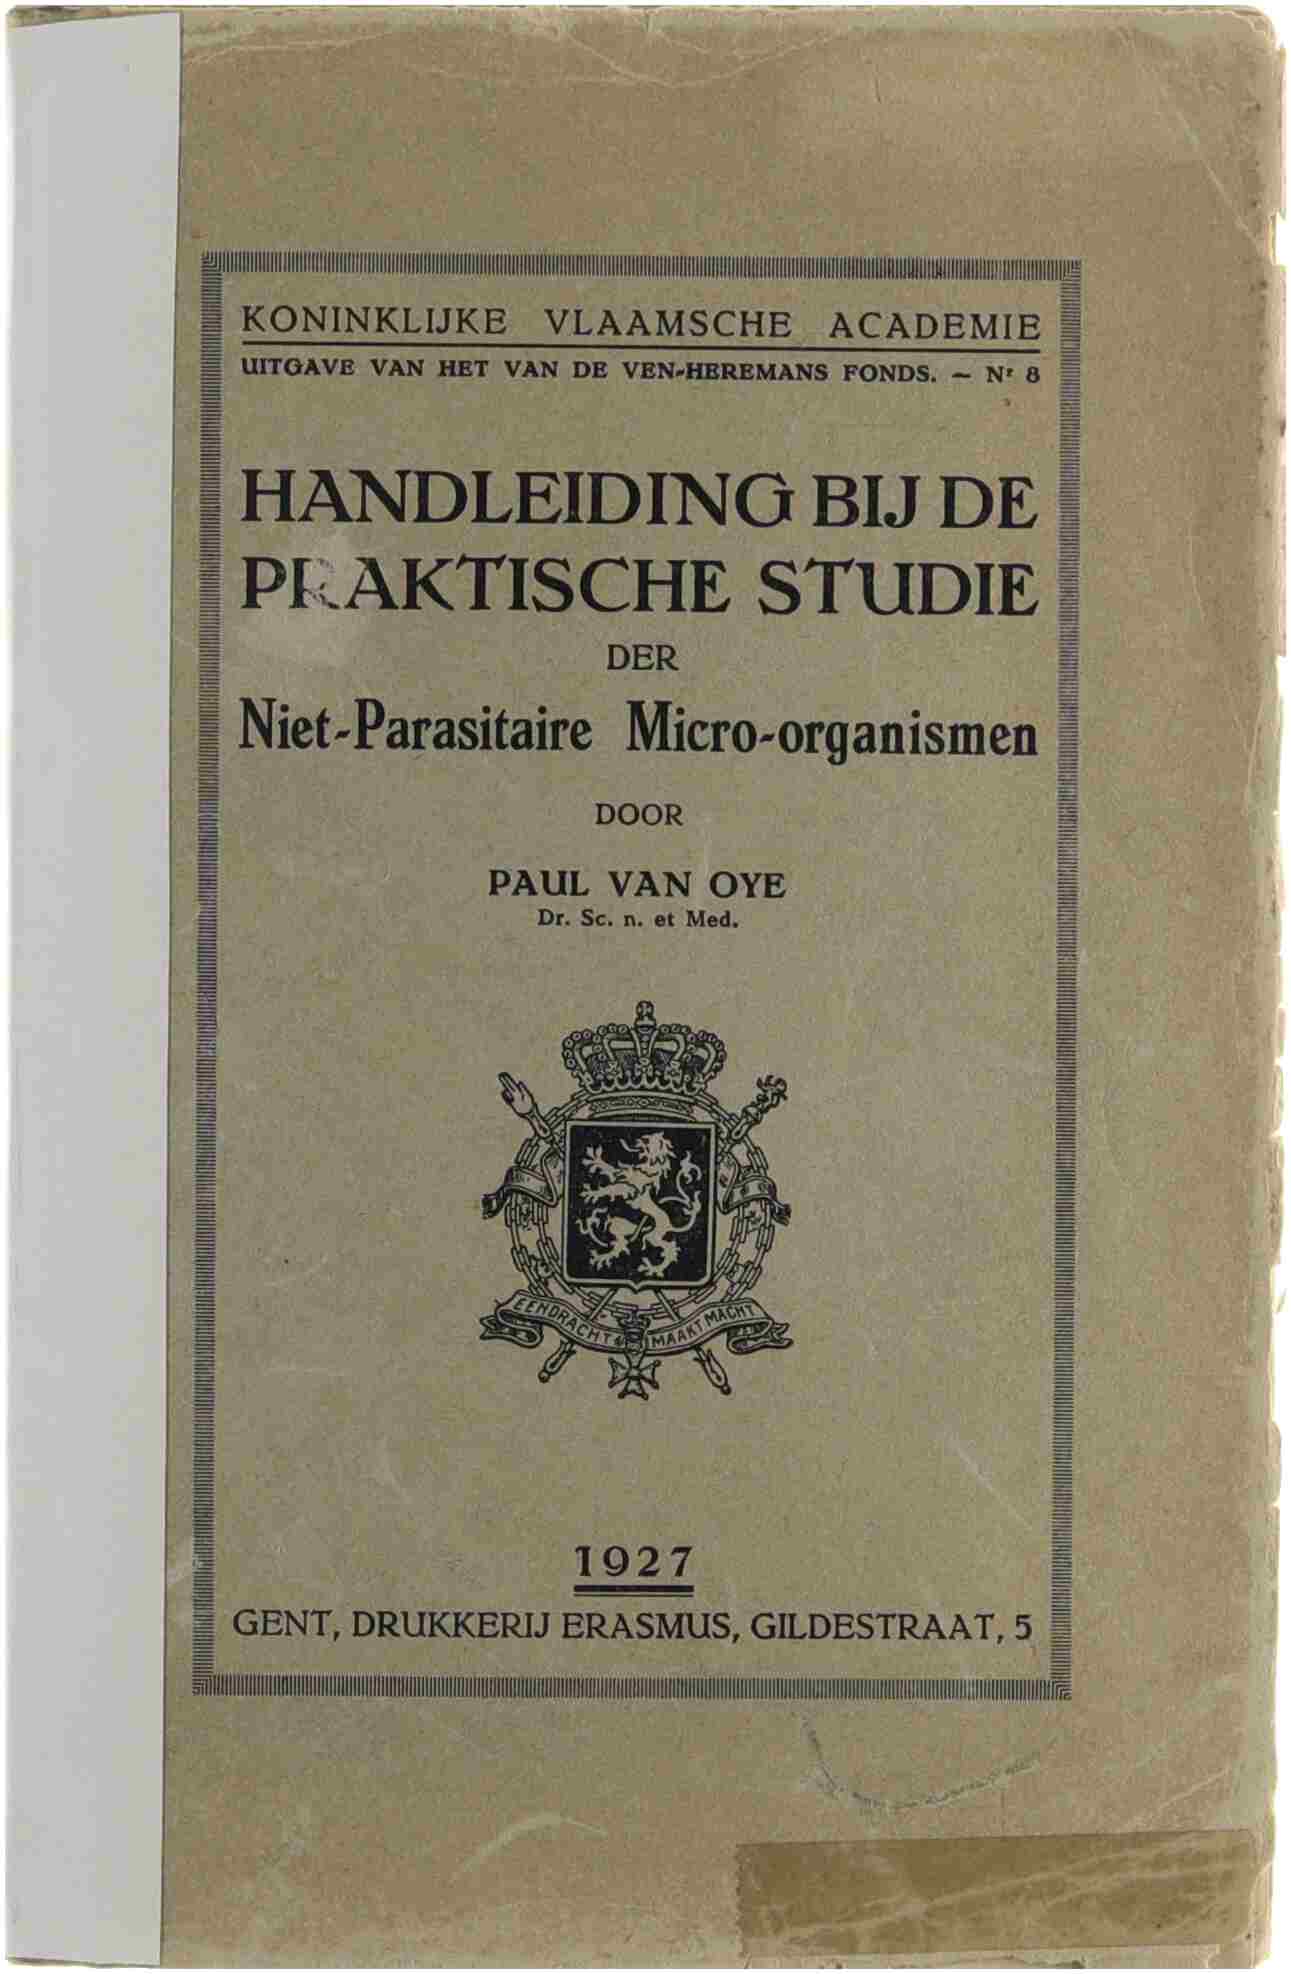 KONINKLIJKE VLAAMSCHE ACADEMIE
UITGAVE VAN HET VAN DE VEN-HEREMANS FONDS. — Nr 8
HANDLEIDING BIJ DE
PRAKTISCHE STUDIE
DER
Niet-Parasitaire Micro-organismen
DOOR
PAUL VAN OYE
Dr. Sc. n. et Med.
EENDRACHT MAAKT MACHT
1927
GENT, DRUKKERIJ ERASMUS, GILDESTRAAT, 5